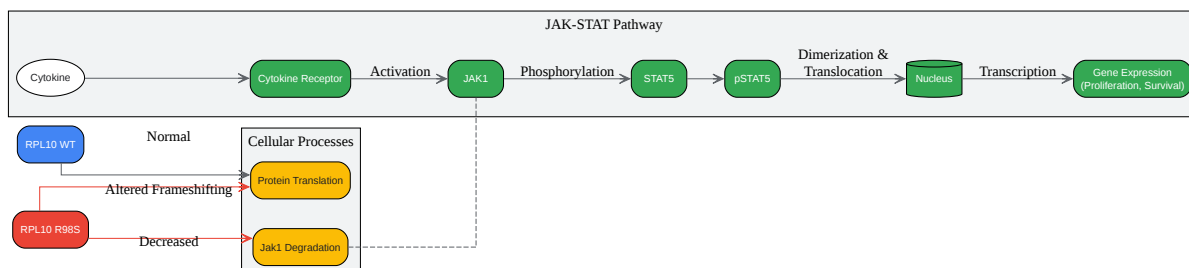 JAK-STAT Pathway
Cytokine
Cytokine Receptor
Activation
JAK1
Phosphorylation
STAT5
pSTAT5
Dimerization &
Translocation
Nucleus
Transcription
Gene Expression
(Proliferation, Survival)
RPL10 WT
Normal
Cellular Processes
Protein Translation
Altered Frameshifting
RPL10 R98S
Decreased
Jak1 Degradation